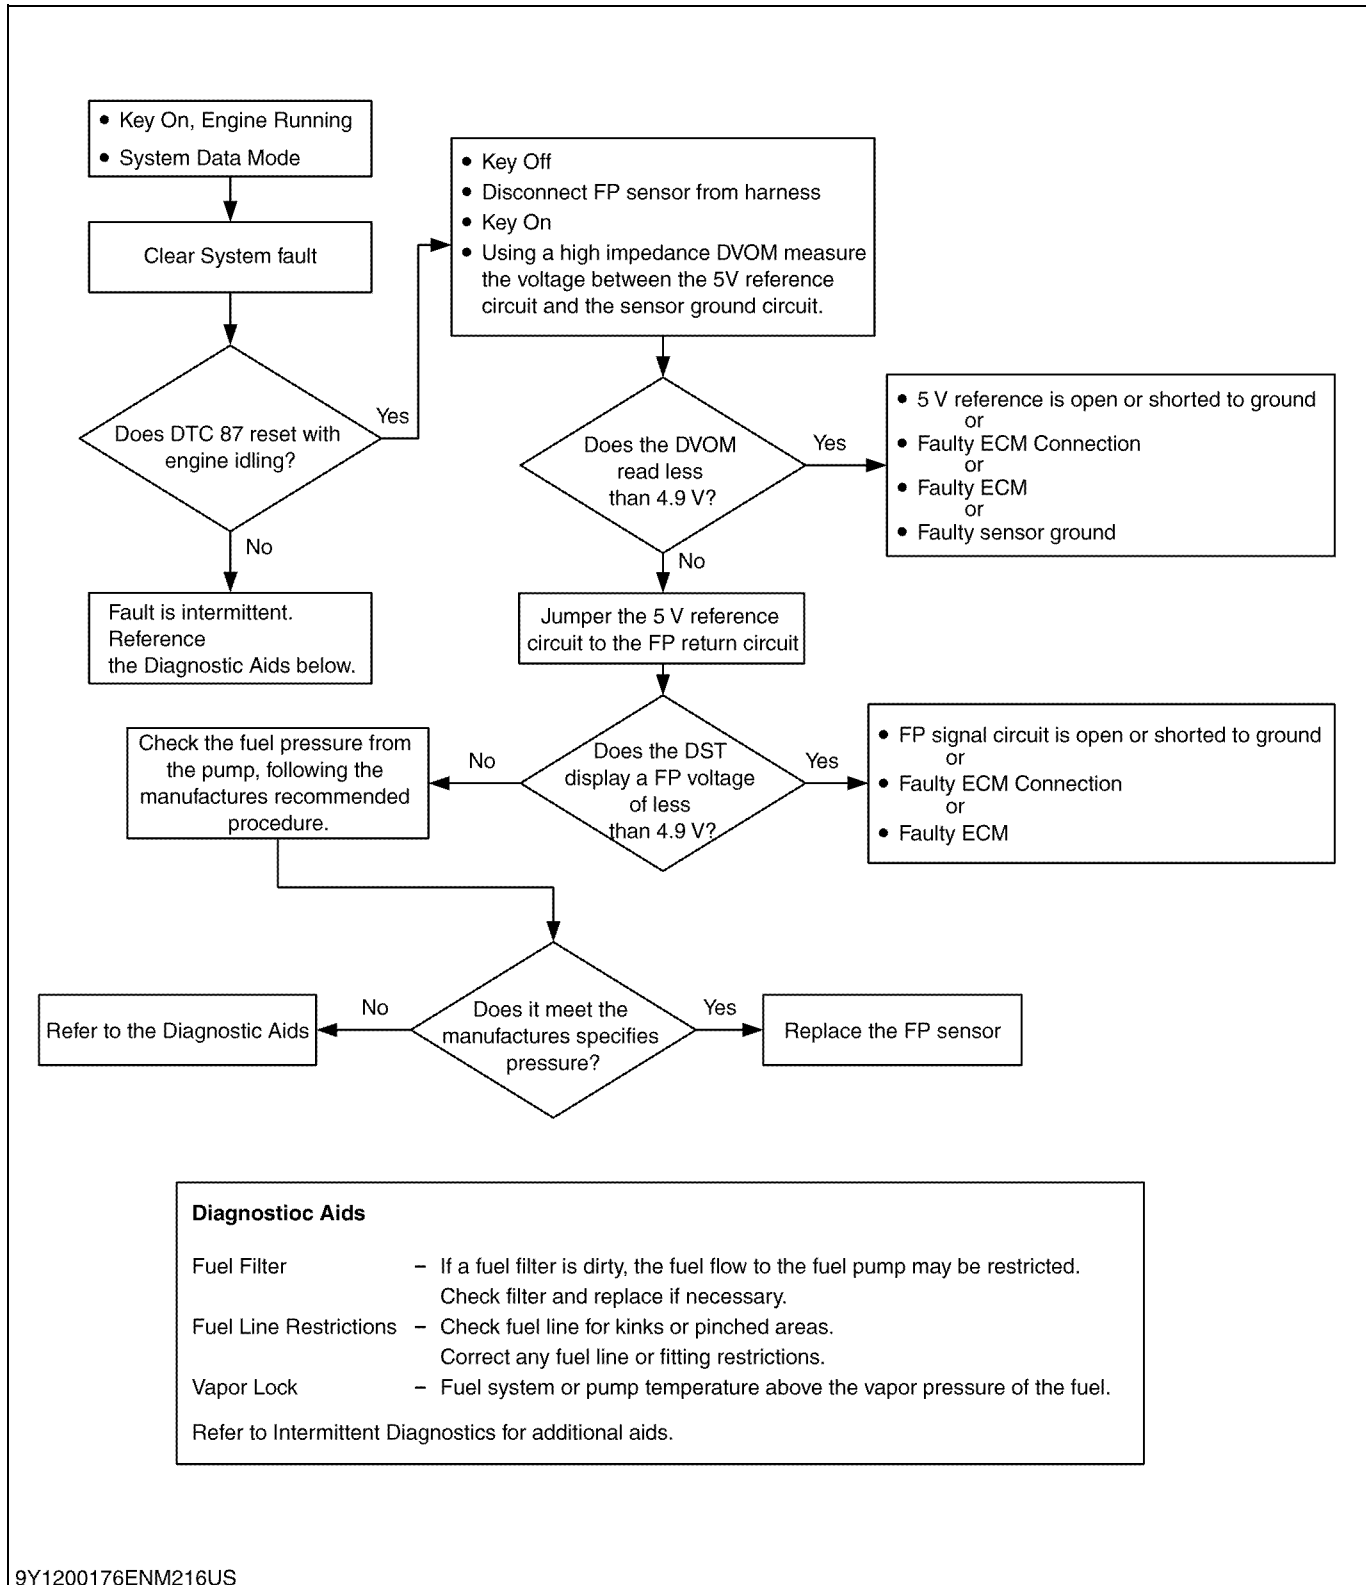 ● Key On, Engine Running
● System Data Mode
Clear System fault
Does DTC 87 reset with
engine idling?
Yes
No
Fault is intermittent.
Reference
the Diagnostic Aids below.
● Key Off
● Disconnect FP sensor from harness
● Key On
● Using a high impedance DVOM measure
the voltage between the 5V reference
circuit and the sensor ground circuit.
Does the DVOM
read less
than 4.9 V?
Yes
● 5 V reference is open or shorted to ground
or
● Faulty ECM Connection
or
● Faulty ECM
or
● Faulty sensor ground
No
Jumper the 5 V reference
circuit to the FP return circuit
Does the DST
display a FP voltage
of less
than 4.9 V?
Yes
● FP signal circuit is open or shorted to ground
or
● Faulty ECM Connection
or
● Faulty ECM
No
Check the fuel pressure from
the pump, following the
manufactures recommended
procedure.
Does it meet the
manufactures specifies
pressure?
No
Refer to the Diagnostic Aids
Yes
Replace the FP sensor
Diagnostioc Aids
Fuel Filter – If a fuel filter is dirty, the fuel flow to the fuel pump may be restricted.
Check filter and replace if necessary.
Fuel Line Restrictions – Check fuel line for kinks or pinched areas.
Correct any fuel line or fitting restrictions.
Vapor Lock – Fuel system or pump temperature above the vapor pressure of the fuel.
Refer to Intermittent Diagnostics for additional aids.
9Y1200176ENM216US